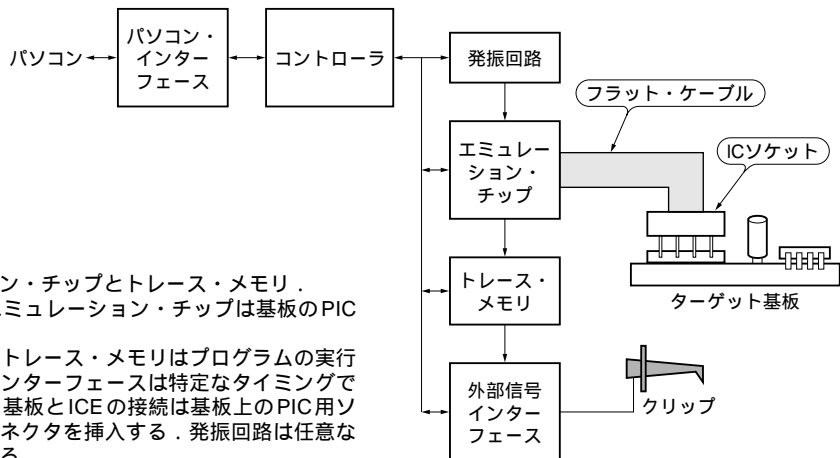 パソコン
パソコン・
インター
フェース
コントローラ
発振回路
フラット・ケーブル
エミュレー
ション・
チップ
ICソケット
ターゲット基板
トレース・
メモリ
外部信号
インター
フェース
クリップ
ン・チップとトレース・メモリ．
エミュレーション・チップは基板のPIC
トレース・メモリはプログラムの実行
ンターフェースは特定なタイミングで
基板とICEの接続は基板上のPIC用ソ
ネクタを挿入する．発振回路は任意な
る